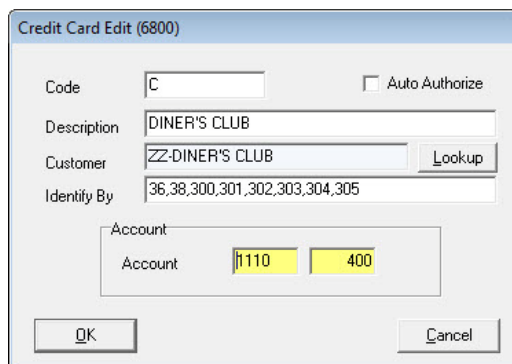 Credit Card Edit (6800)
Code C Auto Authorize
Description DINER'S CLUB
Customer ZZ-DINER'S CLUB Lookup
Identify By 36,38,300,301,302,303,304,305
Account
Account 1110 400
OK Cancel